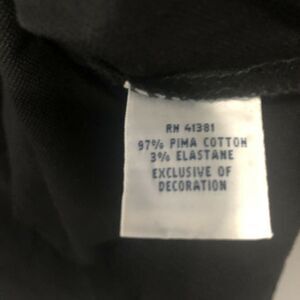 RN 41381
97% PIMA COTTON
3% ELASTANE
EXCLUSIVE OF
DECORATION